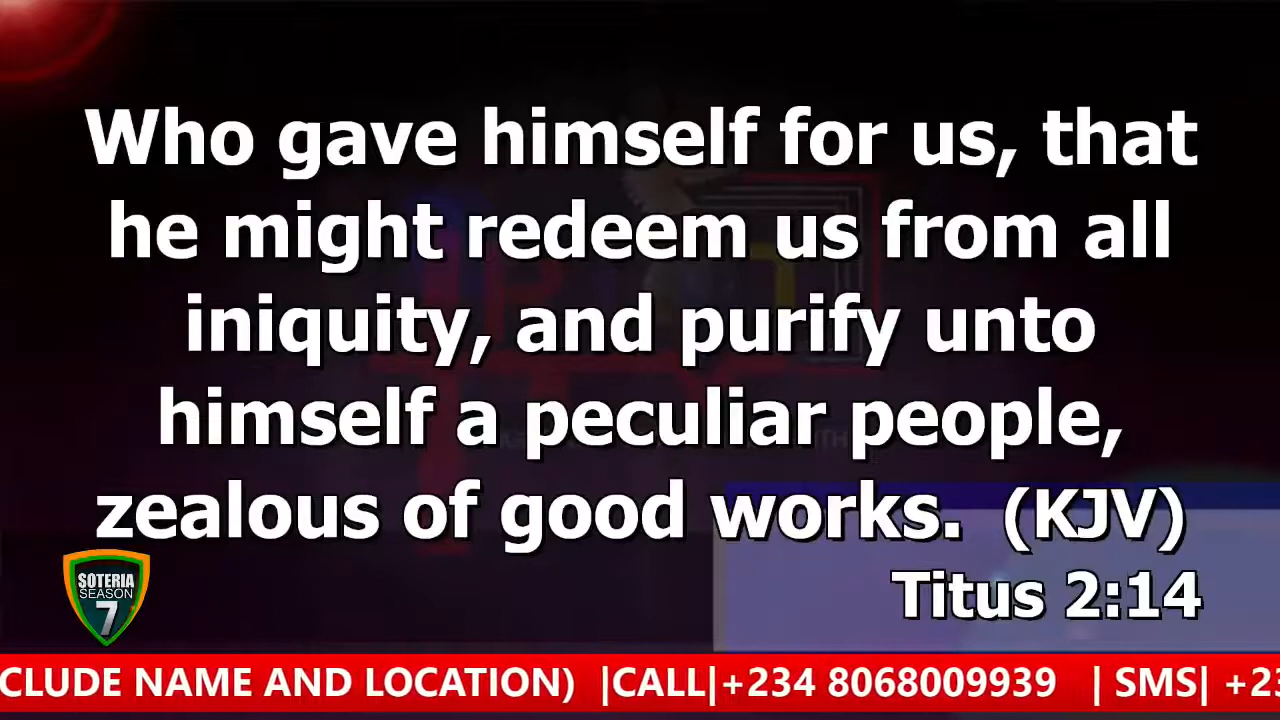 Who gave himself for us, that
he might redeem us from all
iniquity, and purify unto
himself a peculiar people,
zealous of good works. (KJV)
Titus 2:14
SOTERIA
SEASON
7
CLUDE NAME AND LOCATION) |CALL|+234 8068009939 | SMS| +23